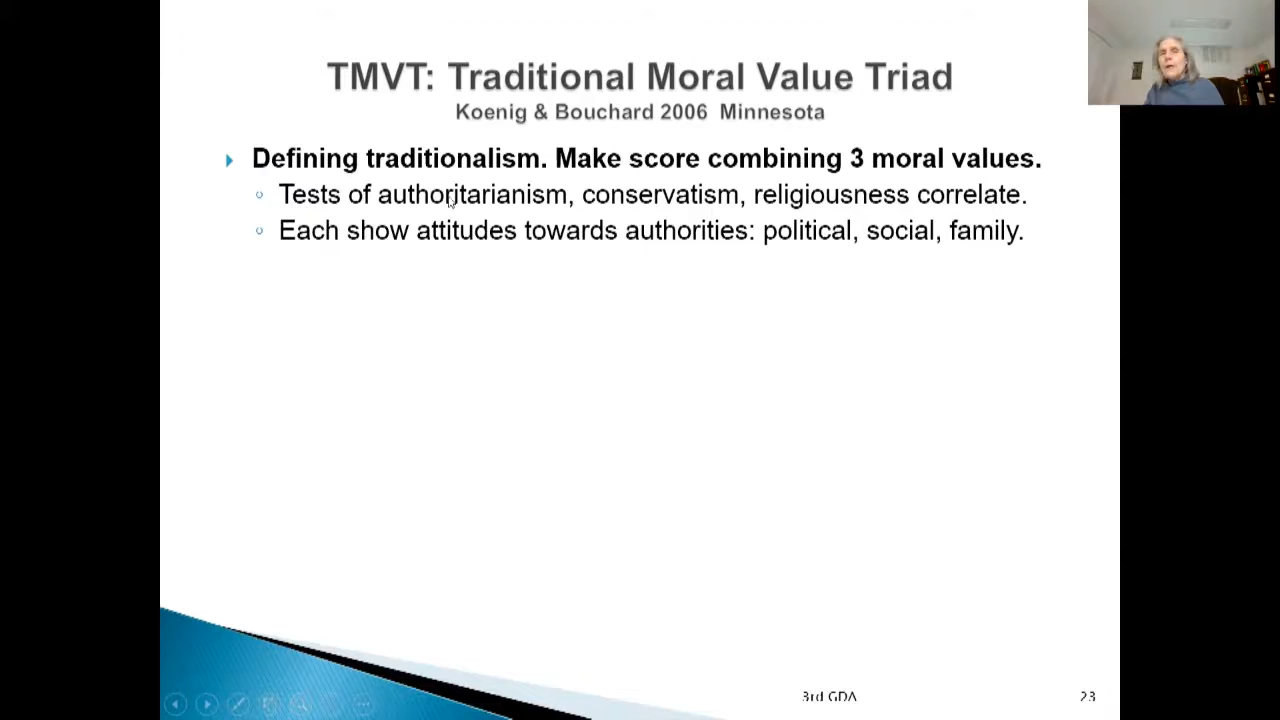 TMVT: Traditional Moral Value Triad
Koenig & Bouchard 2006 Minnesota
Defining traditionalism. Make score combining 3 moral values.
Tests of authoritarianism, conservatism, religiousness correlate.
Each show attitudes towards authorities: political, social, family.
3rd GDA
23